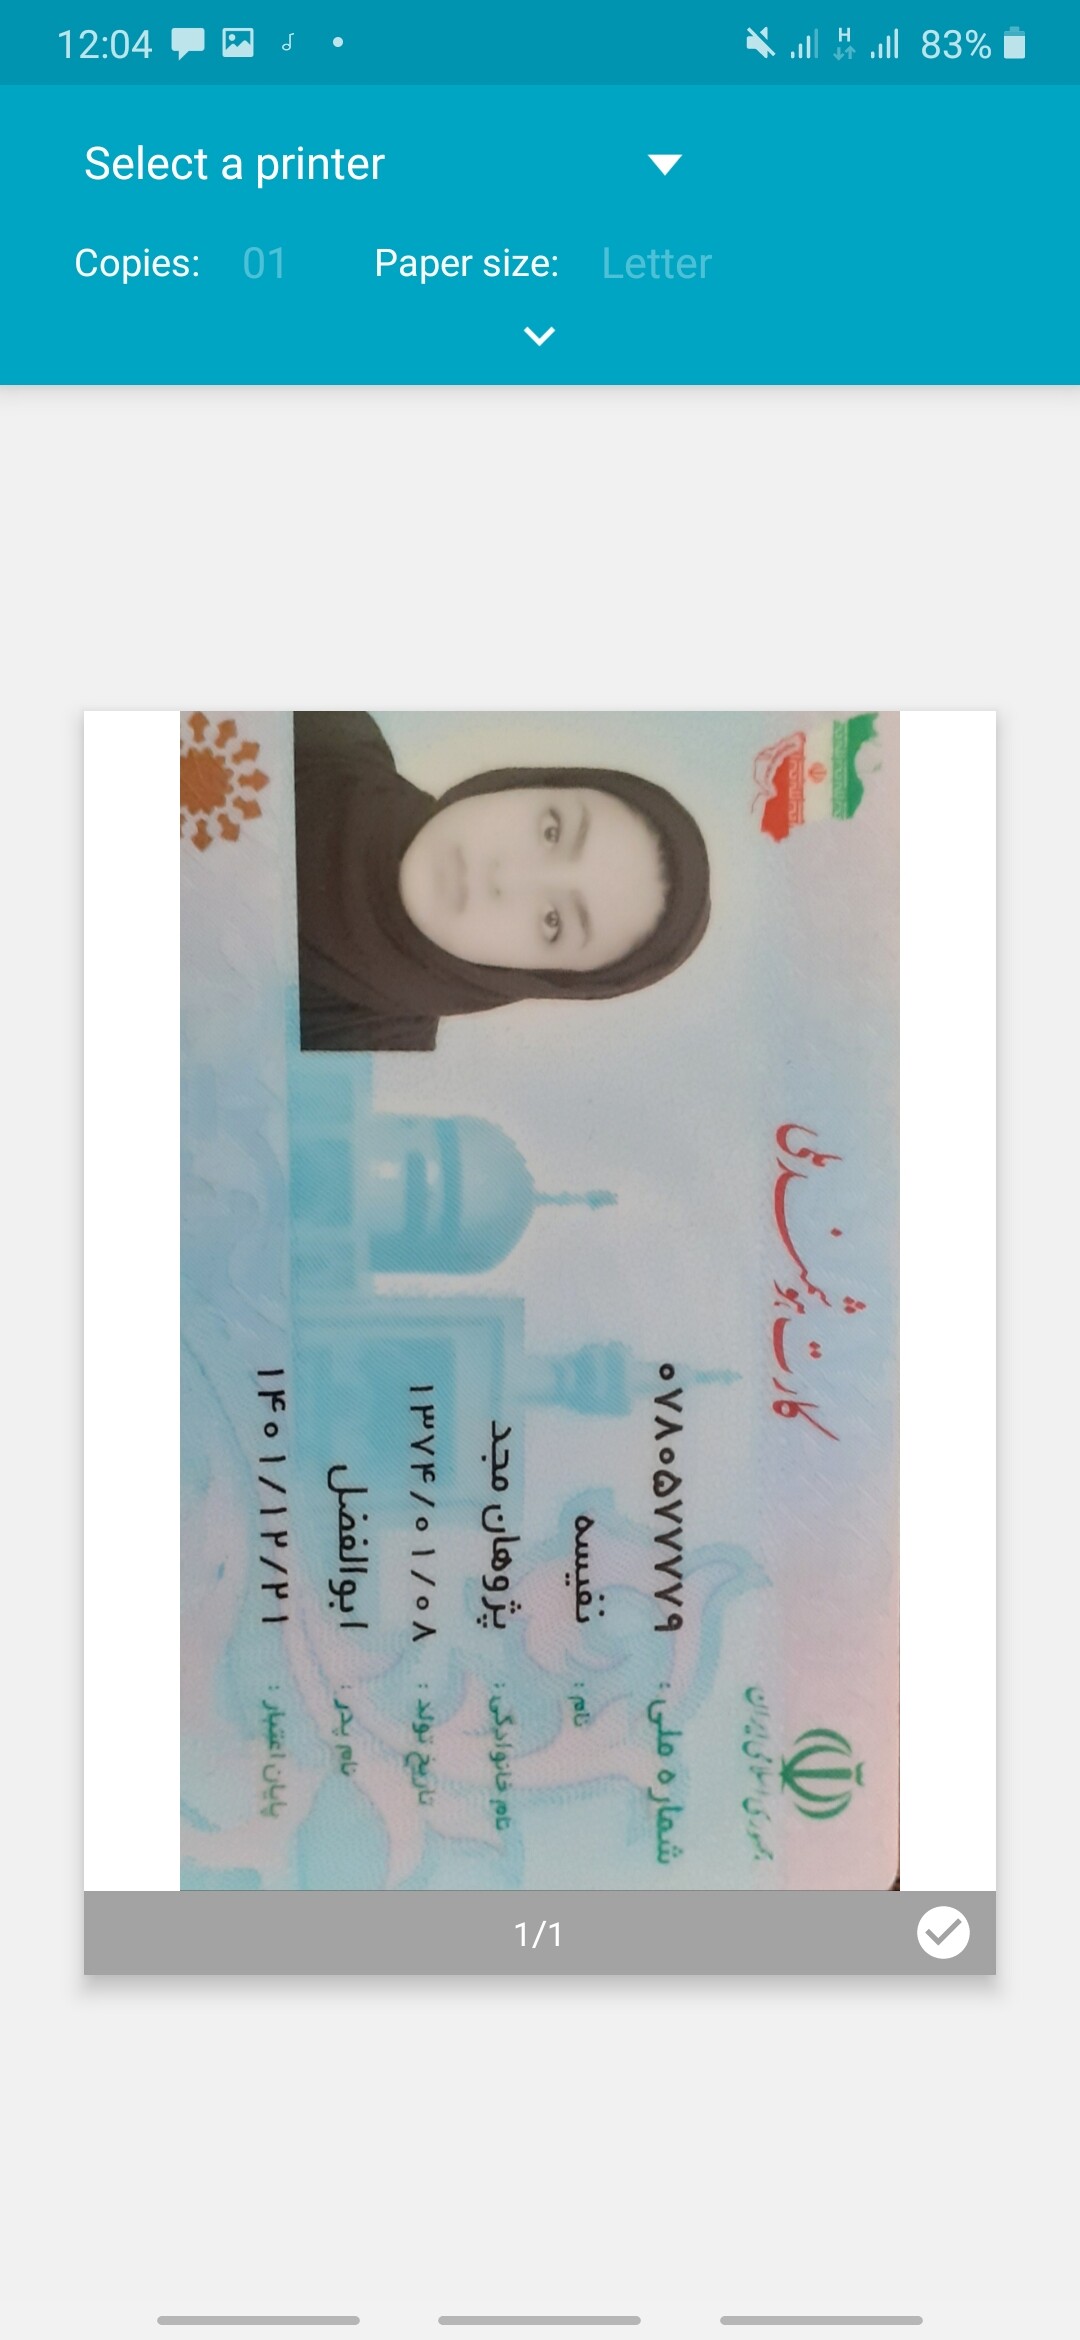 12:04
H
83%
Select a printer
Copies: 01 Paper size: Letter
کارت هوشمند ملی
جمهوری اسلامی ایران
شماره ملی: ۰۷۸۰۵۷۷۷۷۹
نام: نفیسه
نام خانوادگی: پژوهان مجد
تاریخ تولد: ۱۳۷۴/۰۱/۰۸
نام پدر: ابوالفضل
پایان اعتبار: ۱۴۰۱/۱۲/۲۱
1/1